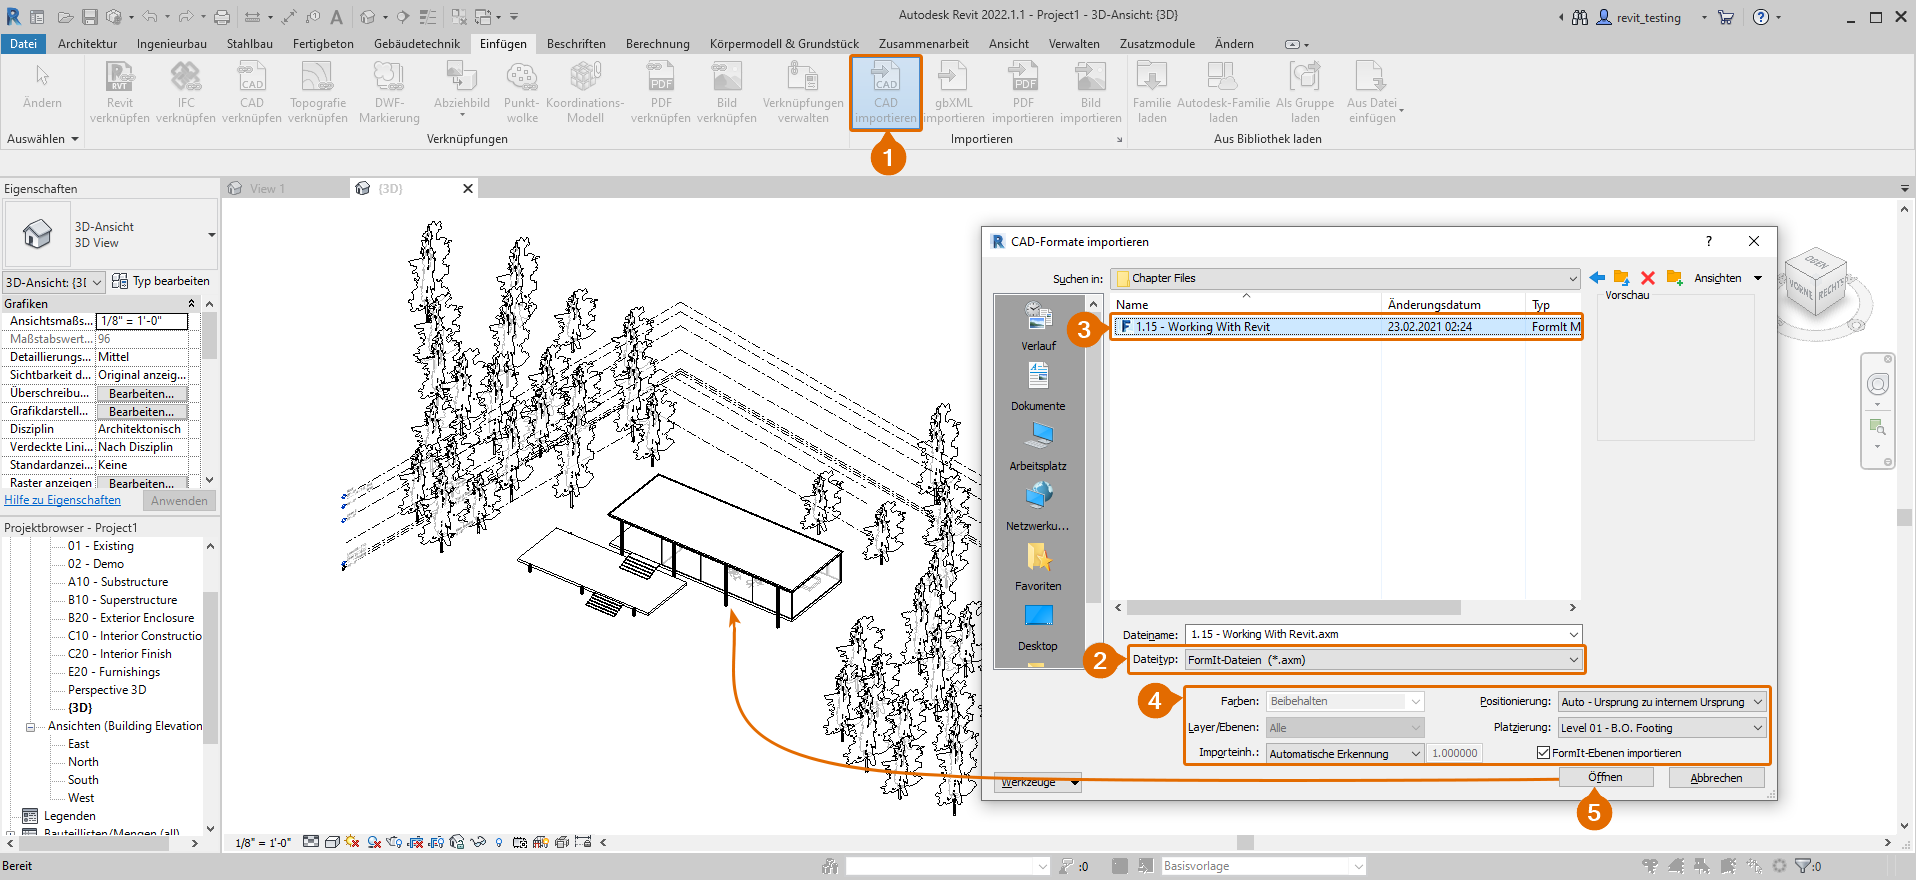 Autodesk Revit 2022.1.1 - Project1 - 3D-Ansicht: {3D}
revit_testing
Datei Architektur Ingenieurbau Stahlbau Fertigbeton Gebäudetechnik Einfügen Beschriften Berechnung Körpermodell & Grundstück Zusammenarbeit Ansicht Verwalten Zusatzmodule Ändern
Ändern
Revit verknüpfen
IFC verknüpfen
CAD verknüpfen
Topografie verknüpfen
DWF-Markierung
Abziehbild
Punkt-wolke
Koordinations-Modell
PDF verknüpfen
Bild verknüpfen
Verknüpfungen verwalten
CAD importieren
gbXML importieren
PDF importieren
Bild importieren
Familie laden
Autodesk-Familie laden
Als Gruppe laden
Aus Datei einfügen
Auswählen
Verknüpfungen
Importieren
Aus Bibliothek laden
1
Eigenschaften
View 1
{3D}
3D-Ansicht
3D View
3D-Ansicht: {3D
Typ bearbeiten
Grafiken
Ansichtsmaßs... 1/8" = 1'-0"
Maßstabswert... 96
Detaillierungs... Mittel
Sichtbarkeit d... Original anzeig...
Überschreibu... Bearbeiten...
Grafikdarstell... Bearbeiten...
Disziplin Architektonisch
Verdeckte Lini... Nach Disziplin
Standardanzei... Keine
Raster anzeigen Bearbeiten...
Hilfe zu Eigenschaften
Anwenden
Projektbrowser - Project1
01 - Existing
02 - Demo
A10 - Substructure
B10 - Superstructure
B20 - Exterior Enclosure
C10 - Interior Constructio
C20 - Interior Finish
E20 - Furnishings
Perspective 3D
{3D}
Ansichten (Building Elevation
East
North
South
West
Legenden
Bauteillisten/Mengen (all)
CAD-Formate importieren
?
Suchen in: Chapter Files
Ansichten
Name Änderungsdatum Typ
Vorschau
3
1.15 - Working With Revit 23.02.2021 02:24 FormIt M
Verlauf
Dokumente
Arbeitsplatz
Netzwerku...
Favoriten
Desktop
Dateiname: 1.15 - Working With Revit.axm
2
Dateityp: FormIt-Dateien (*.axm)
4
Farben: Beibehalten
Positionierung: Auto - Ursprung zu internem Ursprung
Layer/Ebenen: Alle
Platzierung: Level 01 - B.O. Footing
Importeinh.: Automatische Erkennung 1.000000
FormIt-Ebenen importieren
Werkzeuge
Öffnen
Abbrechen
5
OBEN
VORNE
RECHTS
1/8" = 1'-0"
Bereit
:0
Basisvorlage
:0